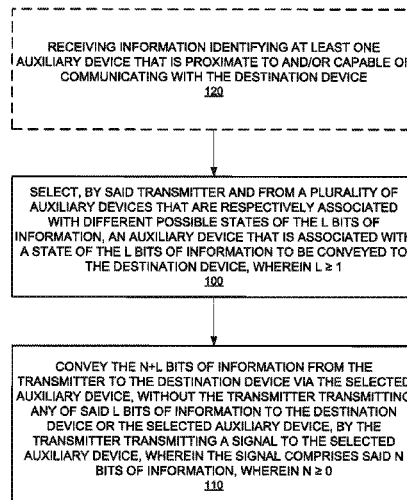 RECEIVING INFORMATION IDENTIFYING AT LEAST ONE
AUXILIARY DEVICE THAT IS PROXIMATE TO AND/OR CAPABLE OF
COMMUNICATING WITH THE DESTINATION DEVICE
120
SELECT, BY SAID TRANSMITTER AND FROM A PLURALITY OF
AUXILIARY DEVICES THAT ARE RESPECTIVELY ASSOCIATED
WITH DIFFERENT POSSIBLE STATES OF THE L BITS OF
INFORMATION, AN AUXILIARY DEVICE THAT IS ASSOCIATED WITH
A STATE OF THE L BITS OF INFORMATION TO BE CONVEYED TO
THE DESTINATION DEVICE, WHEREIN L ≥ 1
100
CONVEY THE N+L BITS OF INFORMATION FROM THE
TRANSMITTER TO THE DESTINATION DEVICE VIA THE SELECTED
AUXILIARY DEVICE, WITHOUT THE TRANSMITTER TRANSMITTING
ANY OF SAID L BITS OF INFORMATION TO THE DESTINATION
DEVICE OR THE SELECTED AUXILIARY DEVICE, BY THE
TRANSMITTER TRANSMITTING A SIGNAL TO THE SELECTED
AUXILIARY DEVICE, WHEREIN THE SIGNAL COMPRISES SAID N
BITS OF INFORMATION, WHEREIN N ≥ 0
110